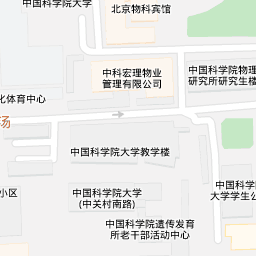 中国科学院大学
北京物科宾馆
中科宏理物业
管理有限公司
中国科学院物理
研究所研究生楼
化体育中心
场
中国科学院大学教学楼
中国科学院大学
(中关村南路)
小区
中国科学院
大学学生公
中国科学院遗传发育
所老干部活动中心